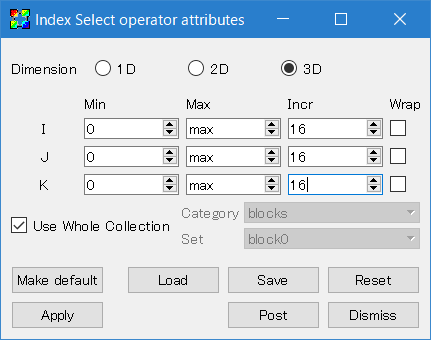 Index Select operator attributes
Dimension 1D 2D 3D
Min Max Incr Wrap
I 0 max 16
J 0 max 16
K 0 max 16
Use Whole Collection
Category blocks
Set block0
Make default Load Save Reset
Apply Post Dismiss